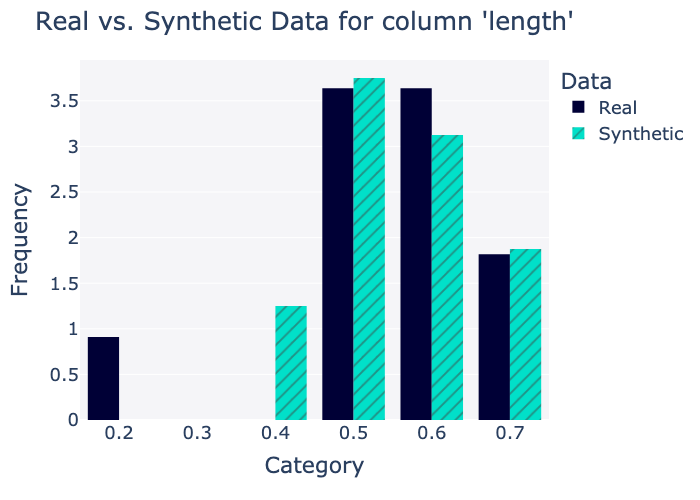 Real vs. Synthetic Data for column 'length'
Data
Real
Synthetic
Frequency
3.5
3
2.5
2
1.5
1
0.5
0
0.2 0.3 0.4 0.5 0.6 0.7
Category